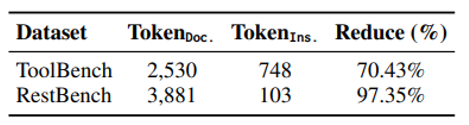 Dataset Token_Doc. Token_Ins. Reduce (%)
ToolBench 2,530 748 70.43%
RestBench 3,881 103 97.35%